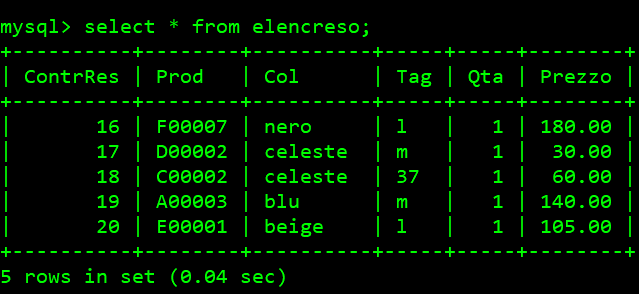 mysql> select * from elencreso;
+----------+--------+----------+-----+-----+--------+
| ContrRes | Prod   | Col      | Tag | Qta | Prezzo |
+----------+--------+----------+-----+-----+--------+
|       16 | F00007 | nero     | l   |   1 | 180.00 |
|       17 | D00002 | celeste  | m   |   1 |  30.00 |
|       18 | C00002 | celeste  | 37  |   1 |  60.00 |
|       19 | A00003 | blu      | m   |   1 | 140.00 |
|       20 | E00001 | beige    | l   |   1 | 105.00 |
+----------+--------+----------+-----+-----+--------+
5 rows in set (0.04 sec)